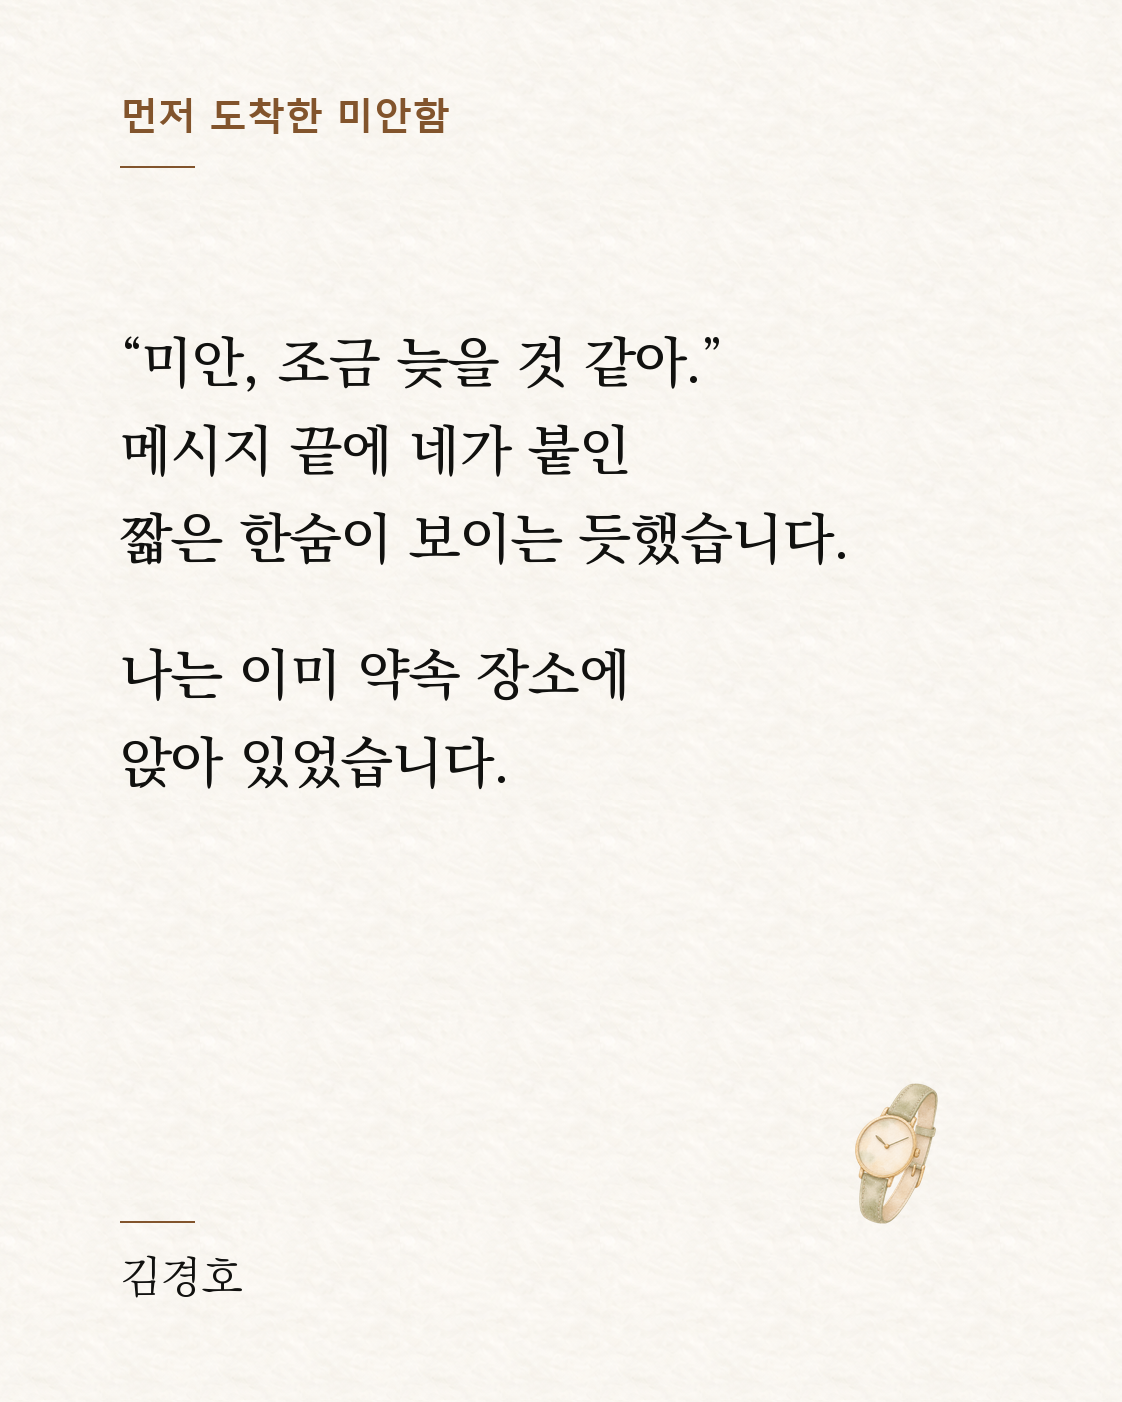 먼저 도착한 미안함
“미안, 조금 늦을 것 같아.”
메시지 끝에 네가 붙인
짧은 한숨이 보이는 듯했습니다.
나는 이미 약속 장소에
앉아 있었습니다.
김경호